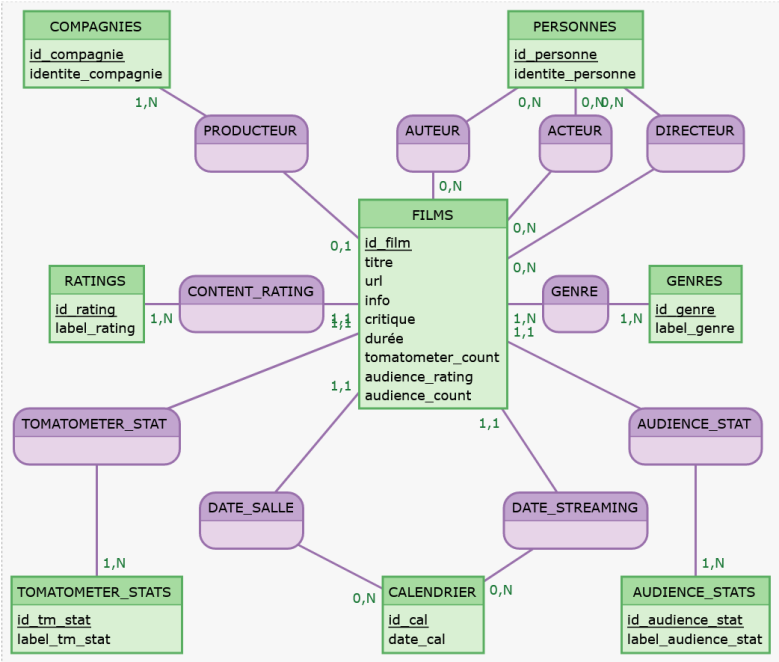 COMPAGNIES
id_compagnie
identite_compagnie
1,N
PERSONNES
id_personne
identite_personne
0,N
0,N
0,N
PRODUCTEUR
AUTEUR
ACTEUR
DIRECTEUR
0,1
0,N
0,N
0,N
FILMS
id_film
titre
url
info
critique
durée
tomatometer_count
audience_rating
audience_count
RATINGS
id_rating
label_rating
1,N
CONTENT_RATING
1,1
1,1
GENRE
1,N
1,N
1,1
GENRES
id_genre
label_genre
1,1
1,1
TOMATOMETER_STAT
AUDIENCE_STAT
DATE_SALLE
DATE_STREAMING
1,N
0,N
0,N
1,N
TOMATOMETER_STATS
id_tm_stat
label_tm_stat
CALENDRIER
id_cal
date_cal
AUDIENCE_STATS
id_audience_stat
label_audience_stat